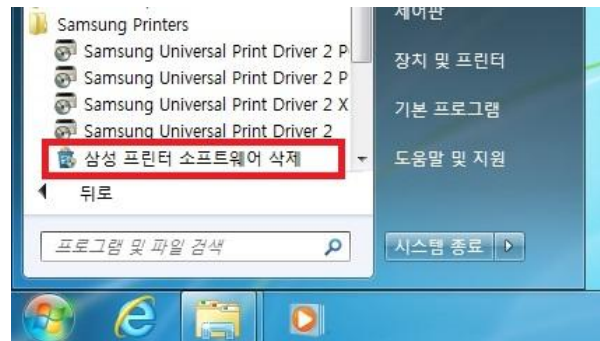 Samsung Printers
Samsung Universal Print Driver 2 P
Samsung Universal Print Driver 2 P
Samsung Universal Print Driver 2 X
Samsung Universal Print Driver 2
삼성 프린터 소프트웨어 삭제
뒤로
프로그램 및 파일 검색
제어판
장치 및 프린터
기본 프로그램
도움말 및 지원
시스템 종료